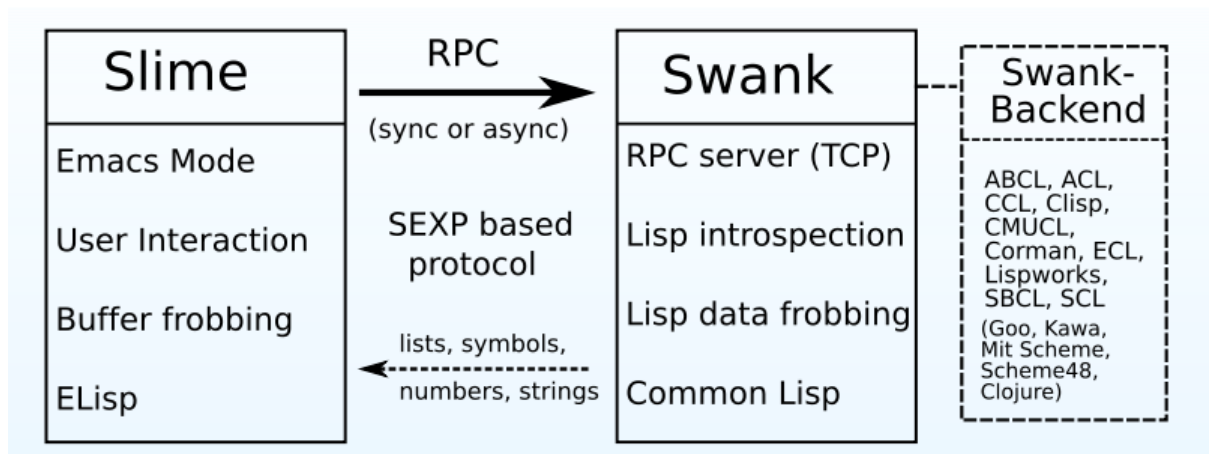 Slime
Emacs Mode
User Interaction
Buffer frobbing
ELisp
RPC
(sync or async)
SEXP based
protocol
lists, symbols,
numbers, strings
Swank
RPC server (TCP)
Lisp introspection
Lisp data frobbing
Common Lisp
Swank-
Backend
ABCL, ACL,
CCL, Clisp,
CMUCL,
Corman, ECL,
Lispworks,
SBCL, SCL
(Goo, Kawa,
Mit Scheme,
Scheme48,
Clojure)